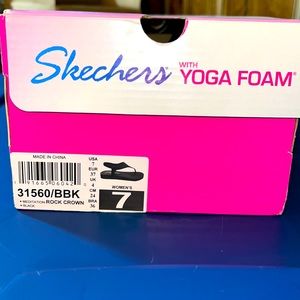 Skechers WITH YOGA FOAM
MADE IN CHINA
USA 7
EUR 37
UK 4
CM 24
BRA 36
31560/BBK
• MEDITATION ROCK CROWN
• BLACK
WOMEN'S
7